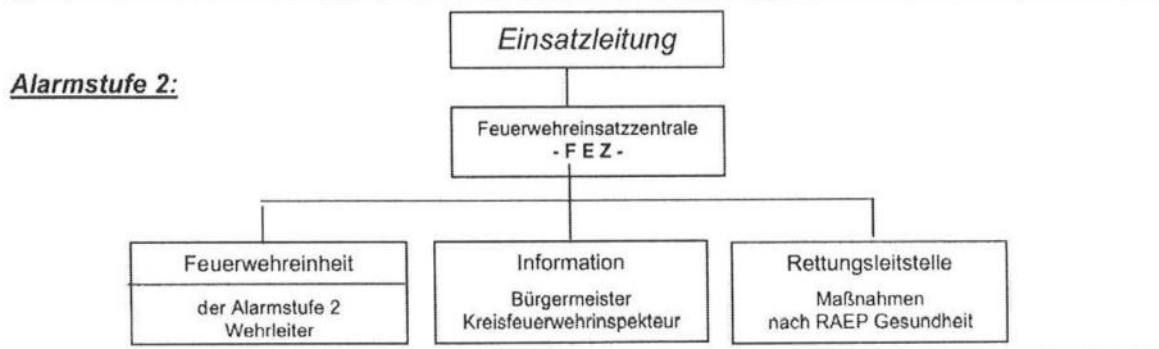 Einsatzleitung
Alarmstufe 2:
Feuerwehreinsatzzentrale
- F E Z -
Feuerwehreinheit
der Alarmstufe 2
Wehrleiter
Information
Bürgermeister
Kreisfeuerwehrinspekteur
Rettungsleitstelle
Maßnahmen
nach RAEP Gesundheit